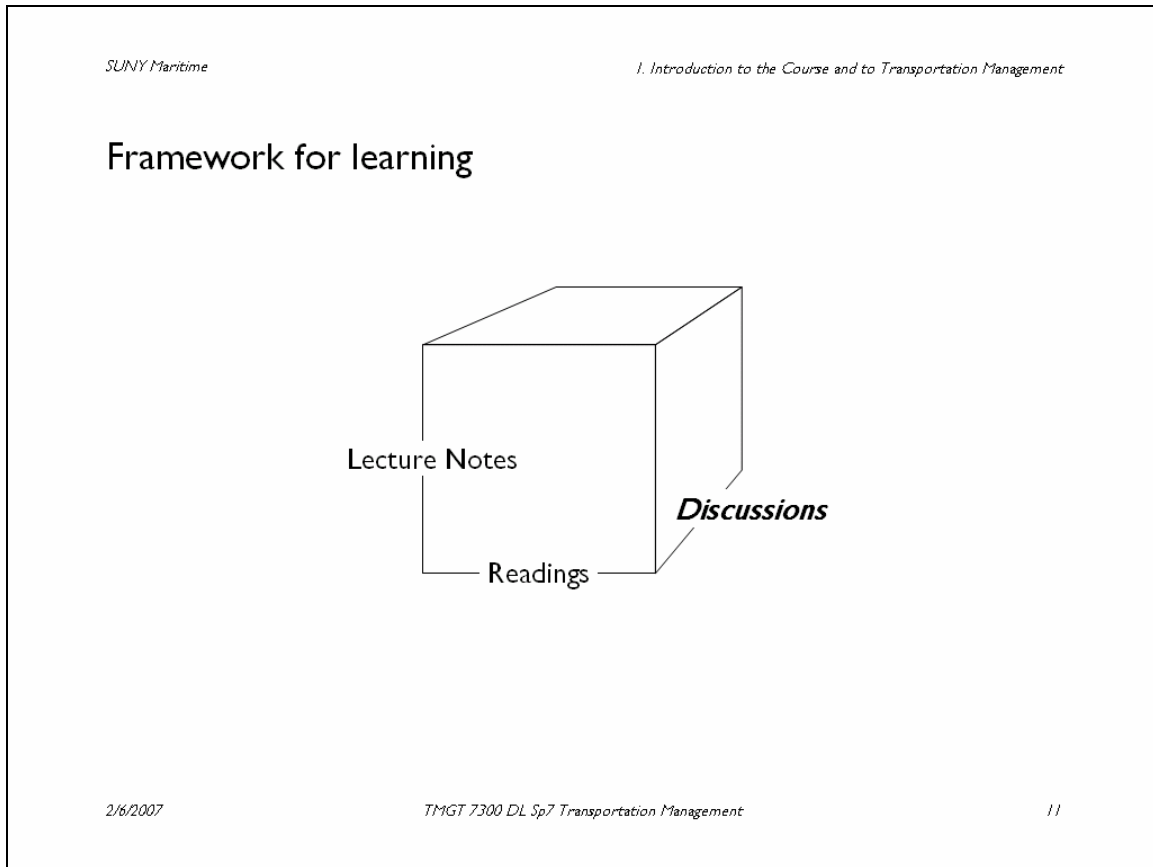 SUNY Maritime
1. Introduction to the Course and to Transportation Management
Framework for learning
Lecture Notes
Discussions
Readings
2/6/2007
TMGT 7300 DL Sp7 Transportation Management
11